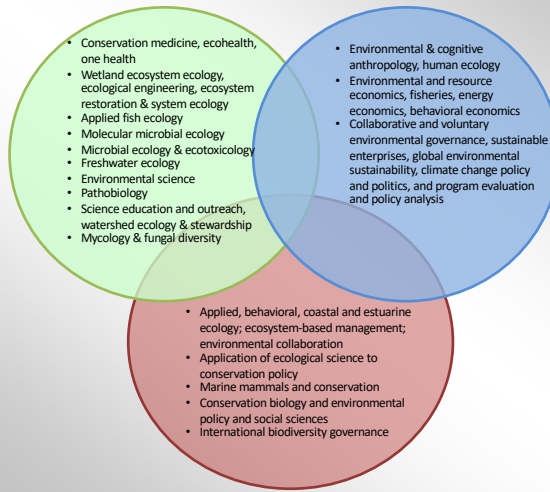 • Conservation medicine, ecohealth,
one health
• Wetland ecosystem ecology,
ecological engineering, ecosystem
restoration & system ecology
• Applied fish ecology
• Molecular microbial ecology
• Microbial ecology & ecotoxicology
• Freshwater ecology
• Environmental science
• Pathobiology
• Science education and outreach,
watershed ecology & stewardship
• Mycology & fungal diversity
• Environmental & cognitive
anthropology, human ecology
• Environmental and resource
economics, fisheries, energy
economics, behavioral economics
• Collaborative and voluntary
environmental governance, sustainable
enterprises, global environmental
sustainability, climate change policy
and politics, and program evaluation
and policy analysis
• Applied, behavioral, coastal and estuarine
ecology; ecosystem-based management;
environmental collaboration
• Application of ecological science to
conservation policy
• Marine mammals and conservation
• Conservation biology and environmental
policy and social sciences
• International biodiversity governance